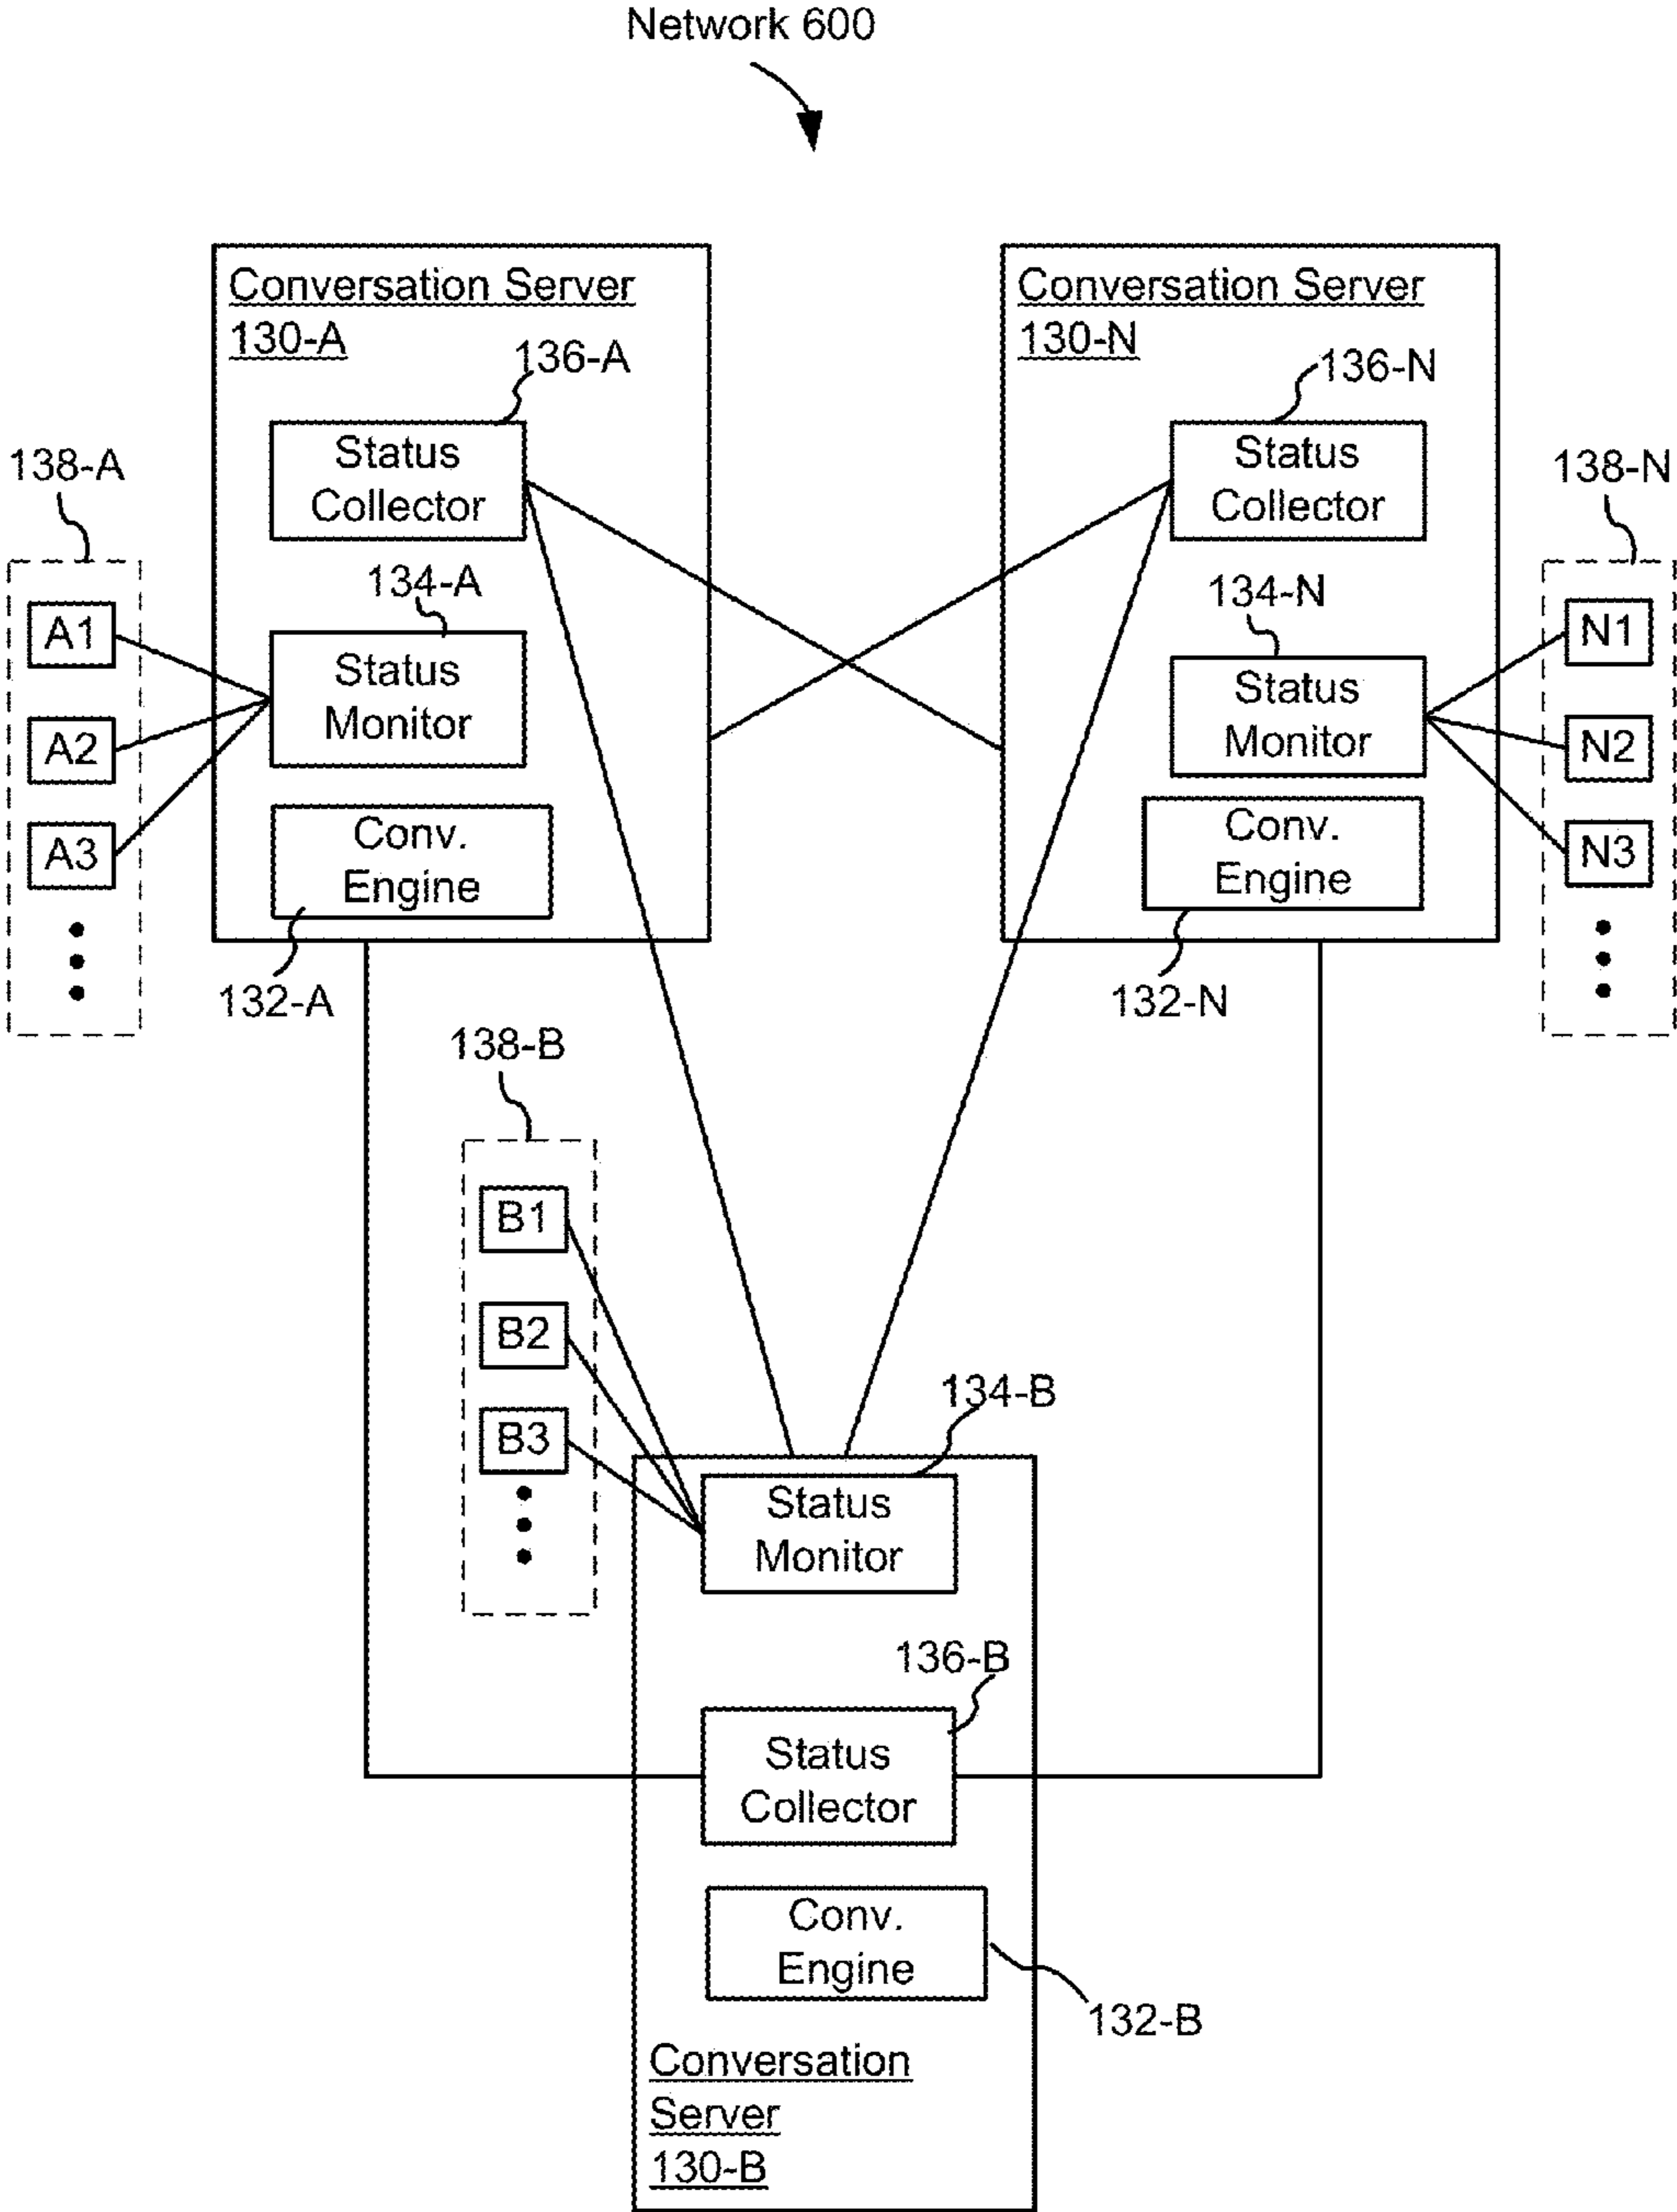 Network 600
Conversation Server
130-A
136-A
Status
Collector
134-A
Status
Monitor
Conv.
Engine
132-A
138-A
A1
A2
A3
Conversation Server
130-N
136-N
Status
Collector
134-N
Status
Monitor
Conv.
Engine
132-N
138-N
N1
N2
N3
138-B
B1
B2
B3
134-B
Status
Monitor
136-B
Status
Collector
Conv.
Engine
132-B
Conversation
Server
130-B